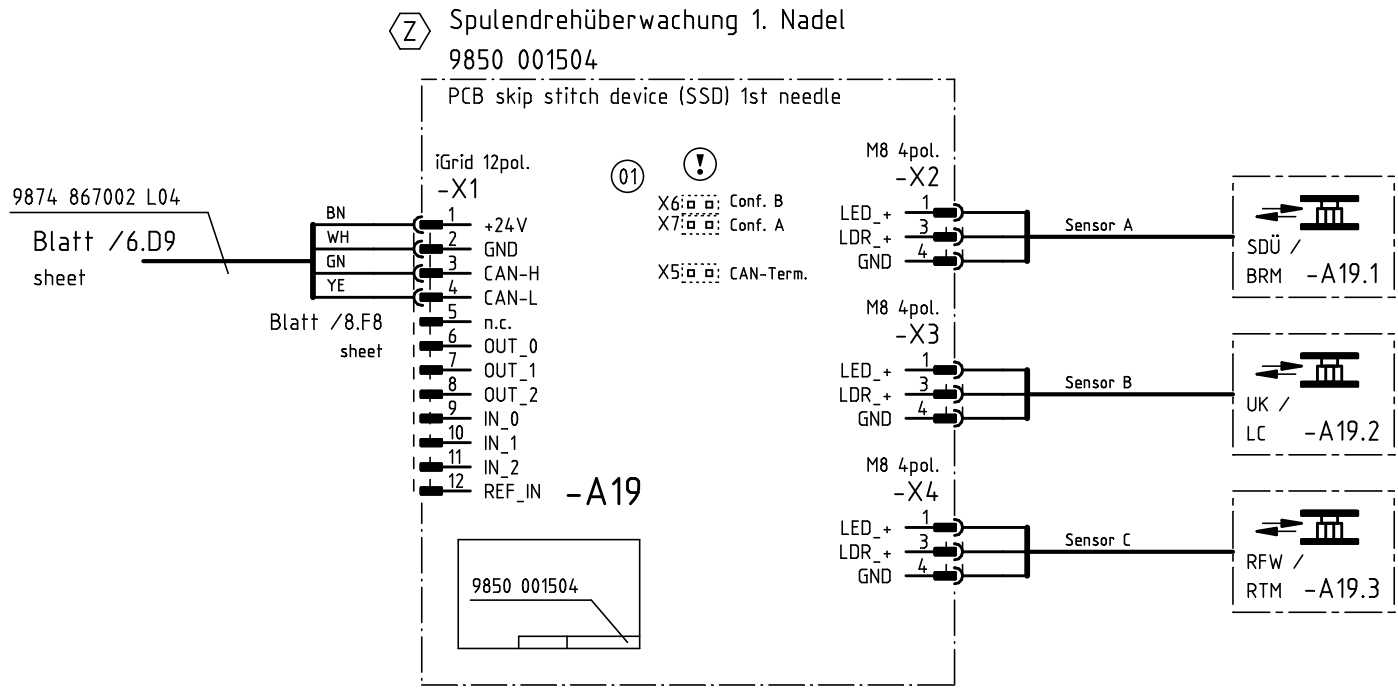 Z
Spulendrehüberwachung 1. Nadel
9850 001504
PCB skip stitch device (SSD) 1st needle
9874 867002 L04
Blatt /6.D9
sheet
BN
WH
GN
YE
Blatt /8.F8
sheet
iGrid 12pol.
-X1
1 +24V
2 GND
3 CAN-H
4 CAN-L
5 n.c.
6 OUT_0
7 OUT_1
8 OUT_2
9 IN_0
10 IN_1
11 IN_2
12 REF_IN
-A19
9850 001504
01
!
X6 Conf. B
X7 Conf. A
X5 CAN-Term.
M8 4pol.
-X2
LED_+ 1
LDR_+ 3
GND 4
Sensor A
SDÜ /
BRM -A19.1
M8 4pol.
-X3
LED_+ 1
LDR_+ 3
GND 4
Sensor B
UK /
LC -A19.2
M8 4pol.
-X4
LED_+ 1
LDR_+ 3
GND 4
Sensor C
RFW /
RTM -A19.3